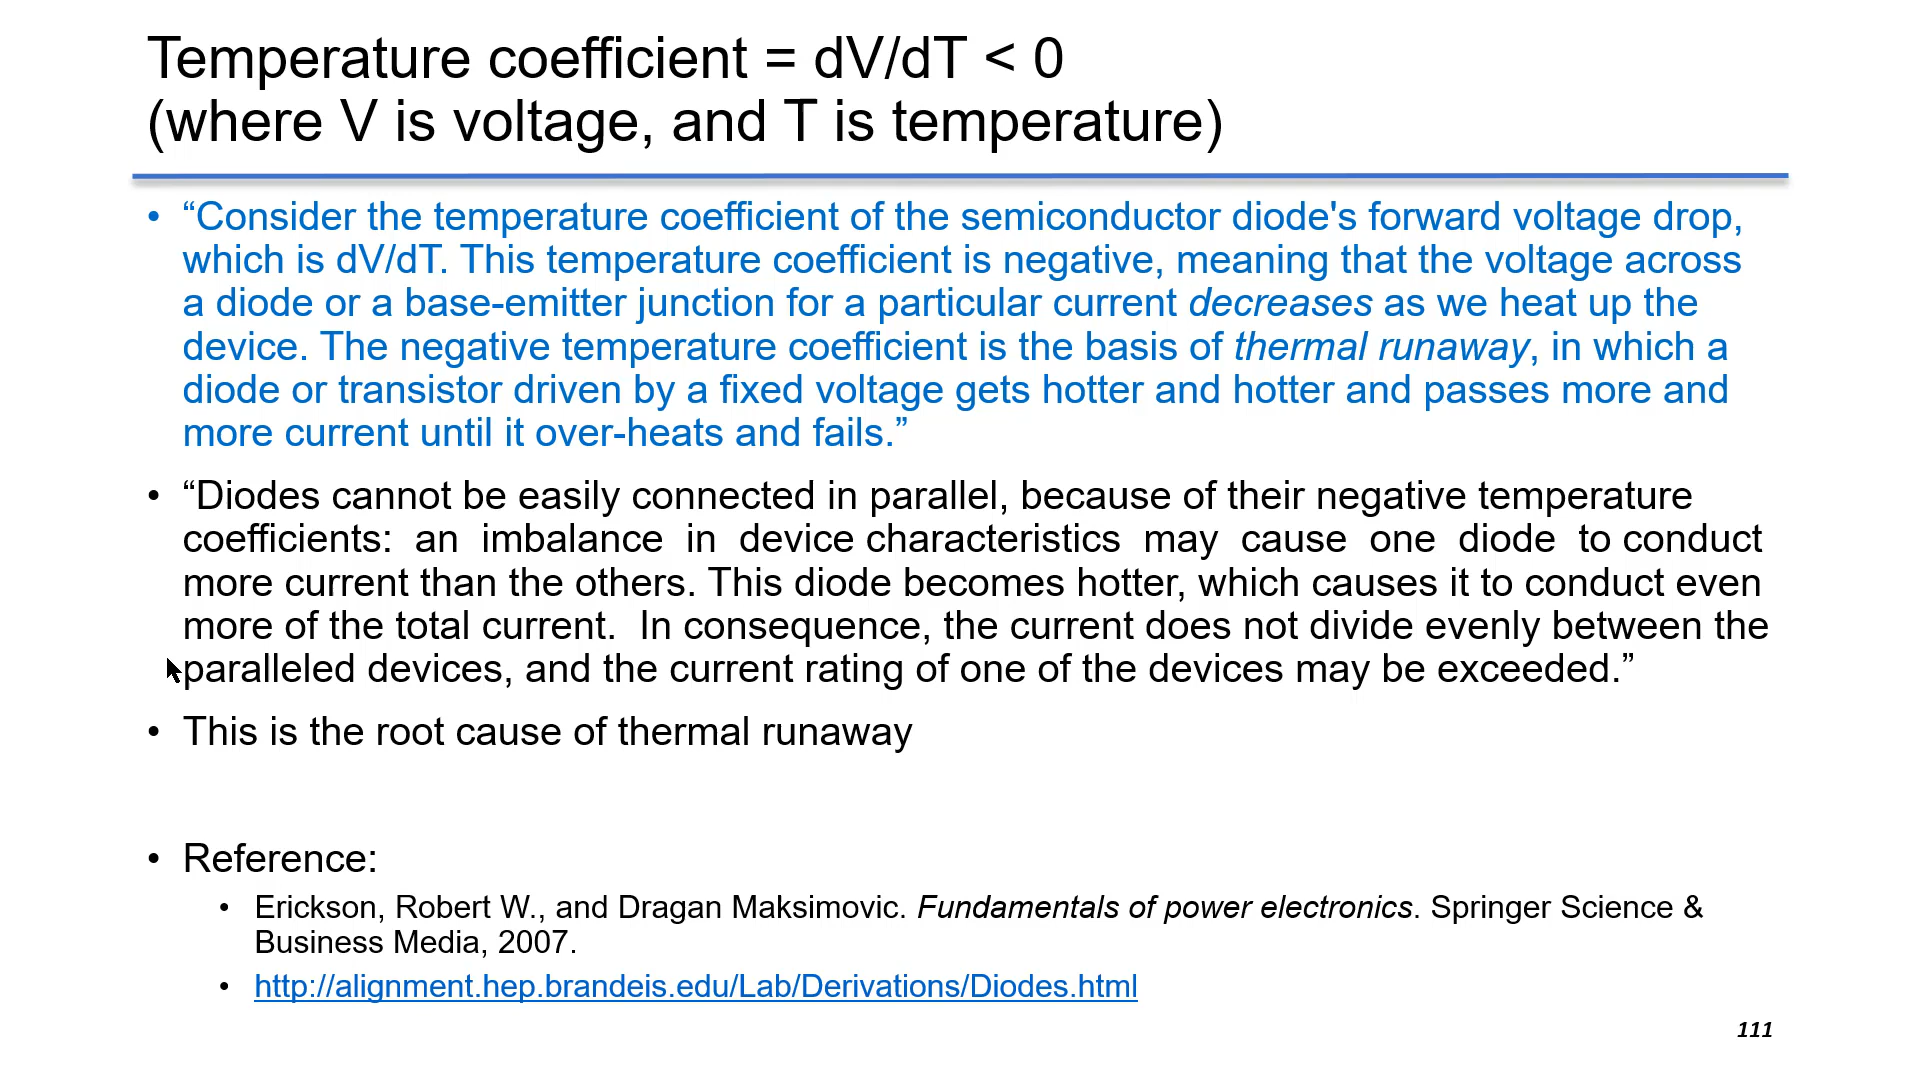 Temperature coefficient = dV/dT < 0
(where V is voltage, and T is temperature)
• “Consider the temperature coefficient of the semiconductor diode's forward voltage drop,
which is dV/dT. This temperature coefficient is negative, meaning that the voltage across
a diode or a base-emitter junction for a particular current decreases as we heat up the
device. The negative temperature coefficient is the basis of thermal runaway, in which a
diode or transistor driven by a fixed voltage gets hotter and hotter and passes more and
more current until it over-heats and fails.”
• “Diodes cannot be easily connected in parallel, because of their negative temperature
coefficients: an imbalance in device characteristics may cause one diode to conduct
more current than the others. This diode becomes hotter, which causes it to conduct even
more of the total current. In consequence, the current does not divide evenly between the
paralleled devices, and the current rating of one of the devices may be exceeded.”
• This is the root cause of thermal runaway
• Reference:
• Erickson, Robert W., and Dragan Maksimovic. Fundamentals of power electronics. Springer Science &
Business Media, 2007.
• http://alignment.hep.brandeis.edu/Lab/Derivations/Diodes.html
111